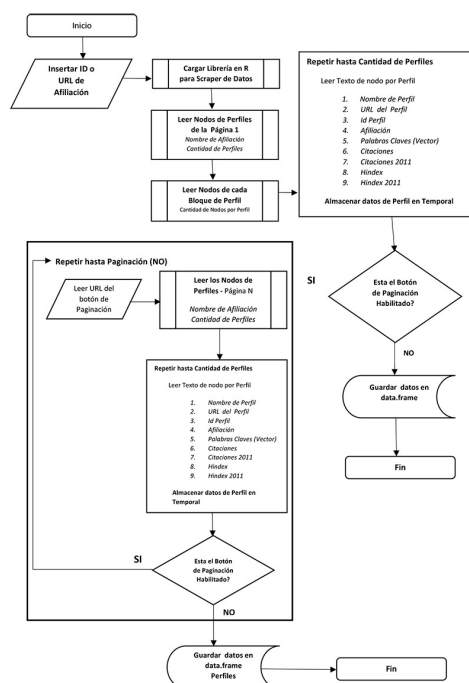 Inicio
Insertar ID o
URL de
Afiliación
Cargar Librería en R
para Scraper de Datos
Leer Nodos de Perfiles
de la Página 1
Nombre de Afiliación
Cantidad de Perfiles
Leer Nodos de cada
Bloque de Perfil
Cantidad de Nodos por Perfil
Repetir hasta Cantidad de Perfiles
Leer Texto de nodo por Perfil
1. Nombre de Perfil
2. URL del Perfil
3. Id Perfil
4. Afiliación
5. Palabras Claves (Vector)
6. Citaciones
7. Citaciones 2011
8. Hindex
9. Hindex 2011
Almacenar datos de Perfil en Temporal
SI
Esta el Botón
de Paginación
Habilitado?
NO
Guardar datos en
data.frame
Fin
Repetir hasta Paginación (NO)
Leer URL del
botón de
Paginación
Leer los Nodos de
Perfiles - Página N
Nombre de Afiliación
Cantidad de Perfiles
Repetir hasta Cantidad de Perfiles
Leer Texto de nodo por Perfil
1. Nombre de Perfil
2. URL del Perfil
3. Id Perfil
4. Afiliación
5. Palabras Claves (Vector)
6. Citaciones
7. Citaciones 2011
8. Hindex
9. Hindex 2011
Almacenar datos de Perfil en
Temporal
SI
Esta el Botón
de Paginación
Habilitado?
NO
Guardar datos en
data.frame
Perfiles
Fin